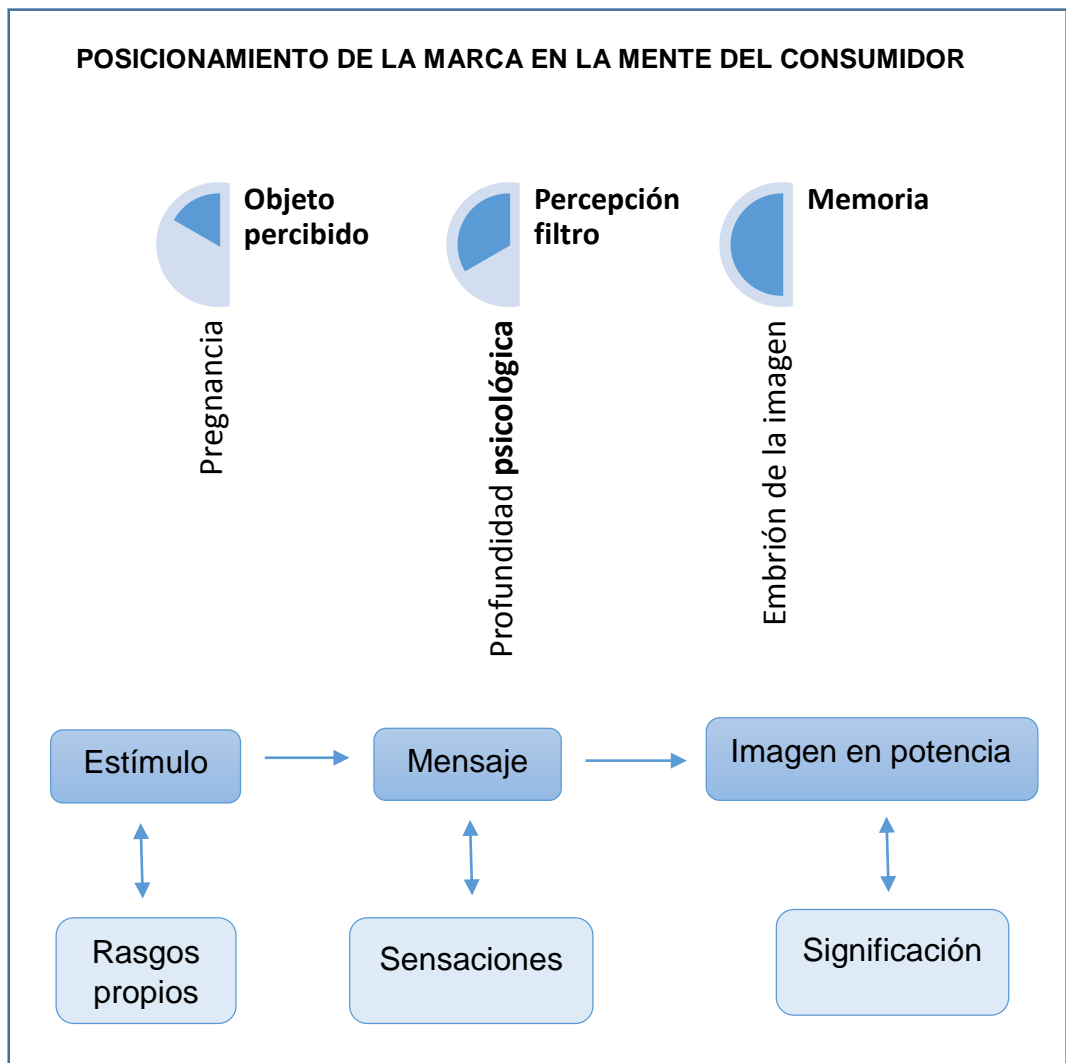 POSICIONAMIENTO DE LA MARCA EN LA MENTE DEL CONSUMIDOR
Objeto
percibido
Percepción
filtro
Memoria
Pregnancia
Profundidad psicológica
Embrión de la imagen
Estímulo
Mensaje
Imagen en potencia
Rasgos
propios
Sensaciones
Significación